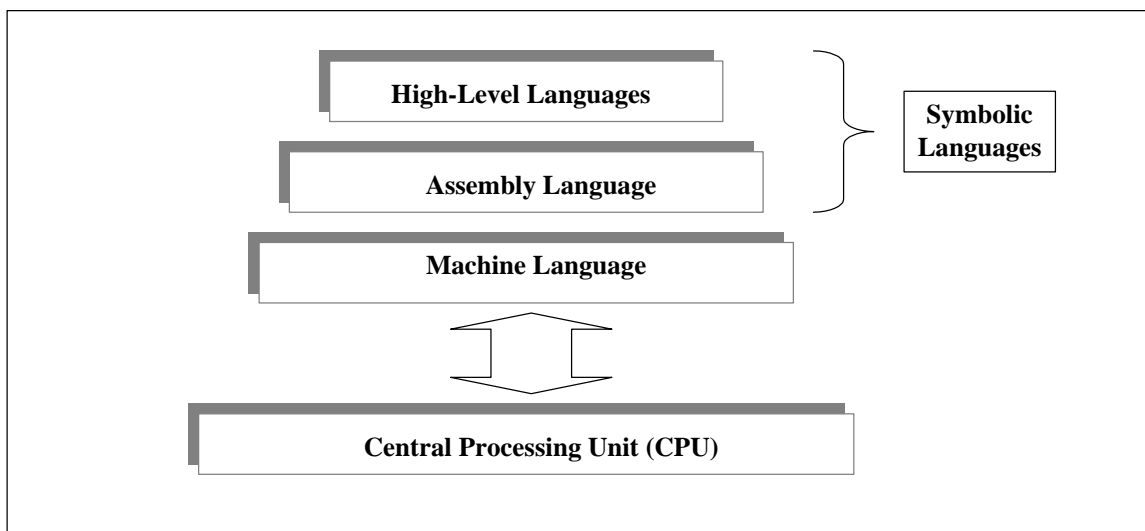 High-Level Languages
Symbolic
Languages
Assembly Language
Machine Language
Central Processing Unit (CPU)